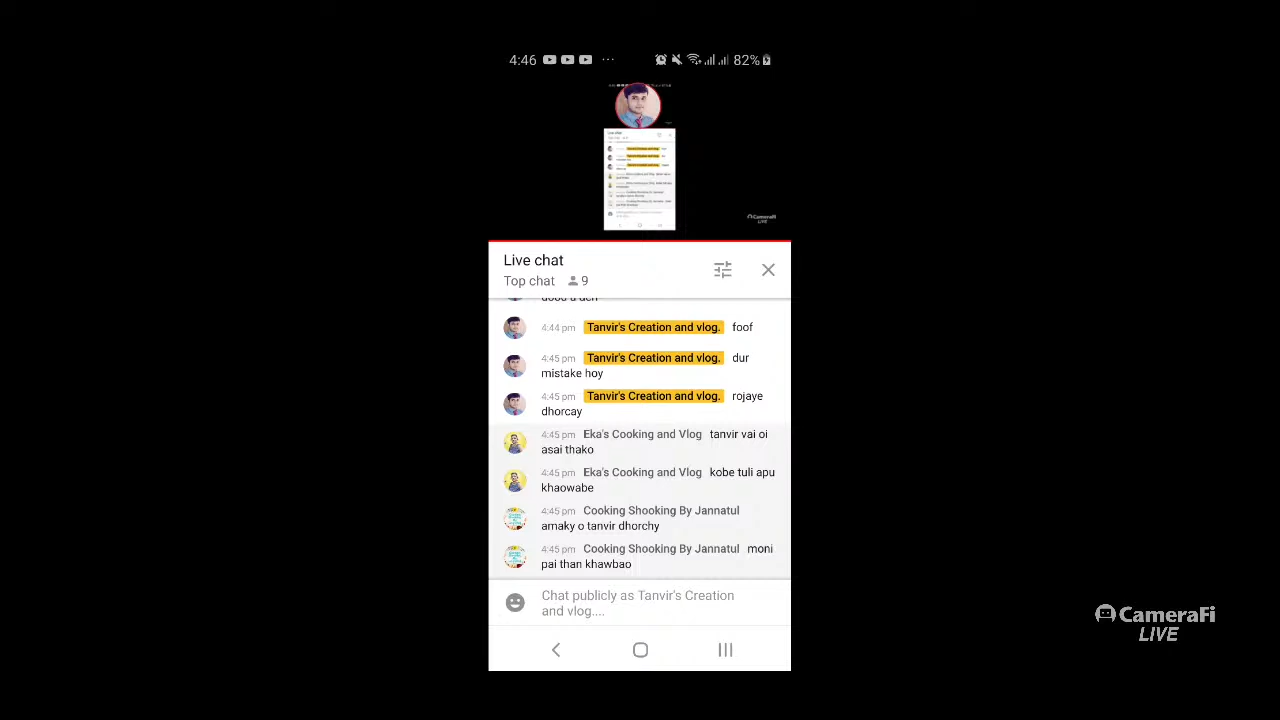 4:46 82%
CameraFi
LIVE
Live chat
Top chat 9
4:44 pm Tanvir's Creation and vlog. foof
4:45 pm Tanvir's Creation and vlog. dur
mistake hoy
4:45 pm Tanvir's Creation and vlog. rojaye
dhorcay
4:45 pm Eka's Cooking and Vlog tanvir vai oi
asai thako
4:45 pm Eka's Cooking and Vlog kobe tuli apu
khaowabe
4:45 pm Cooking Shooking By Jannatul
amaky o tanvir dhorchy
4:45 pm Cooking Shooking By Jannatul moni
pai than khawbao
Chat publicly as Tanvir's Creation
and vlog....
CameraFi
LIVE